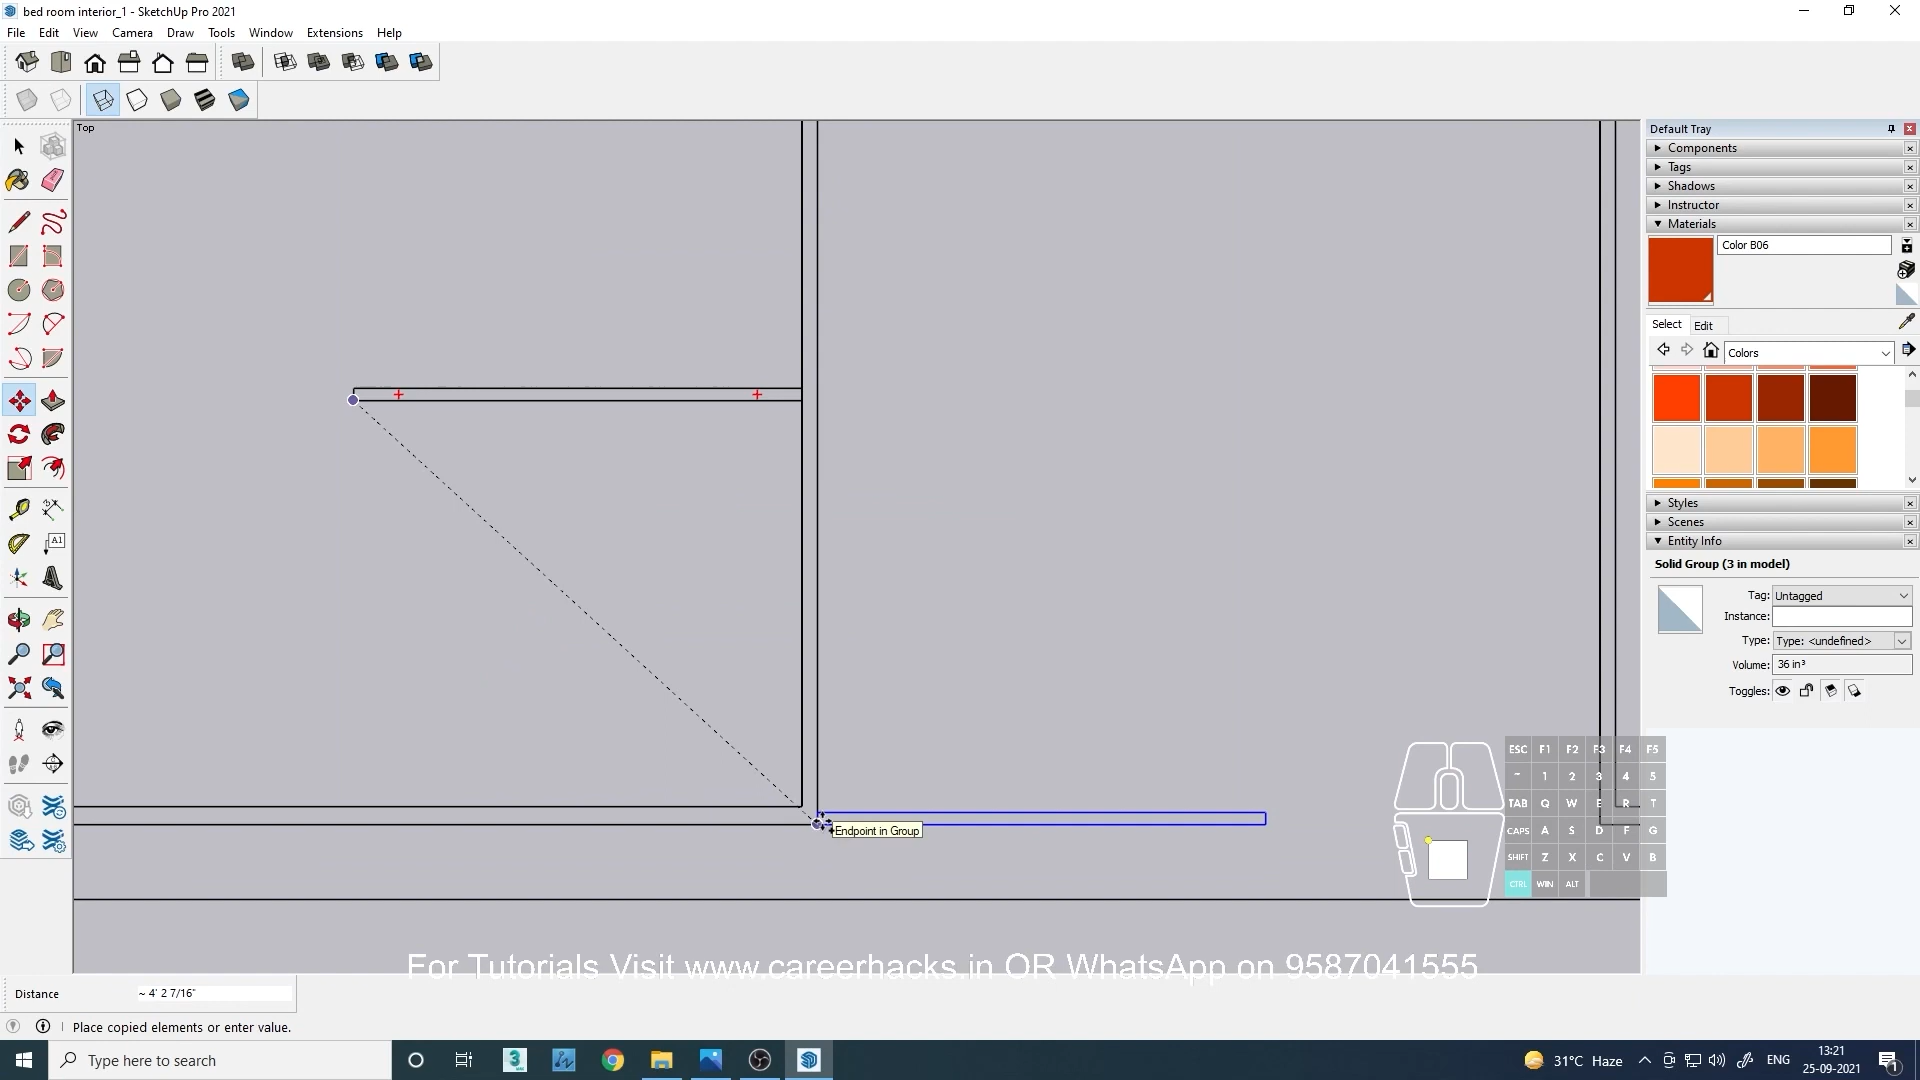 bed room interior_1 - SketchUp Pro 2021
File Edit View Camera Draw Tools Window Extensions Help
Top
Default Tray
Components
Tags
Shadows
Instructor
Materials
Color B06
Select Edit
Colors
Styles
Scenes
Entity Info
Solid Group (3 in model)
Tag: Untagged
Instance:
Type: Type: <undefined>
Volume: 36 in³
Toggles:
A1
Endpoint in Group
ESC F1 F2 F3 F4 F5
~ 1 2 3 4 5
TAB Q W E R T
CAPS A S D F G
SHIFT Z X C V B
CTRL WIN ALT
For Tutorials Visit www.careerhacks.in OR WhatsApp on 9587041555
Distance ~ 4' 2 7/16"
Place copied elements or enter value.
Type here to search
3
31°C Haze
ENG
13:21
25-09-2021
1